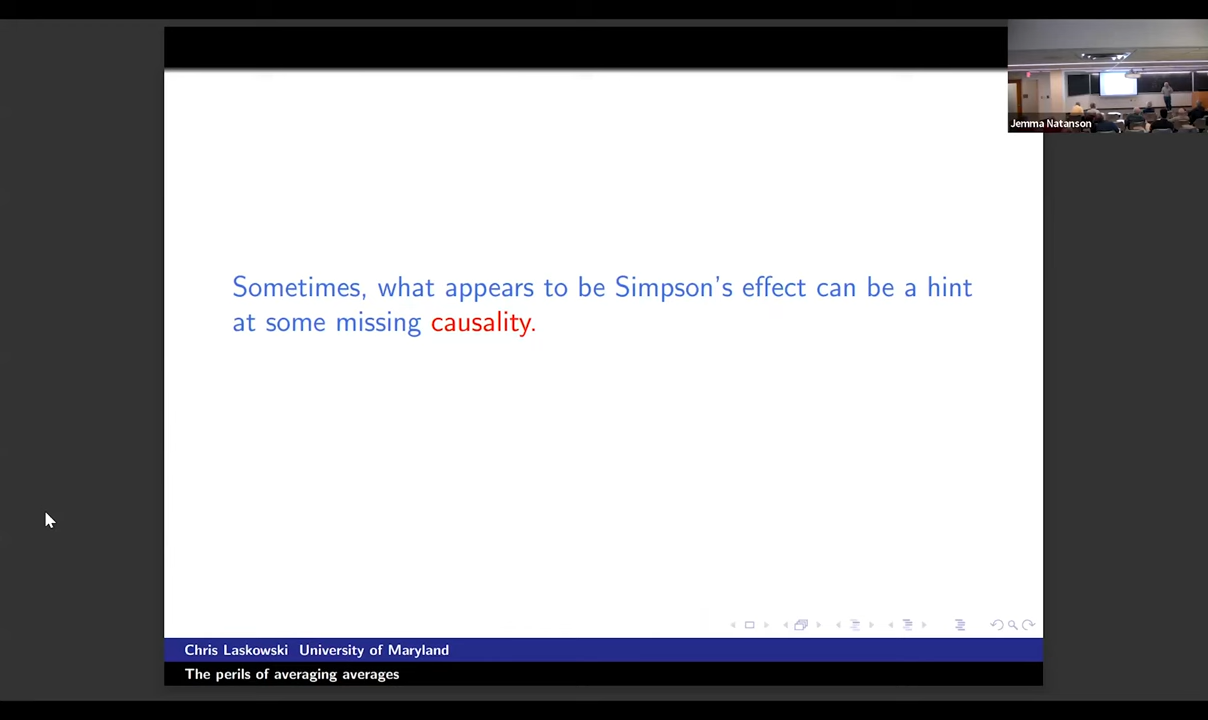 Jemma Natanson
Sometimes, what appears to be Simpson's effect can be a hint
at some missing causality.
Chris Laskowski University of Maryland
The perils of averaging averages